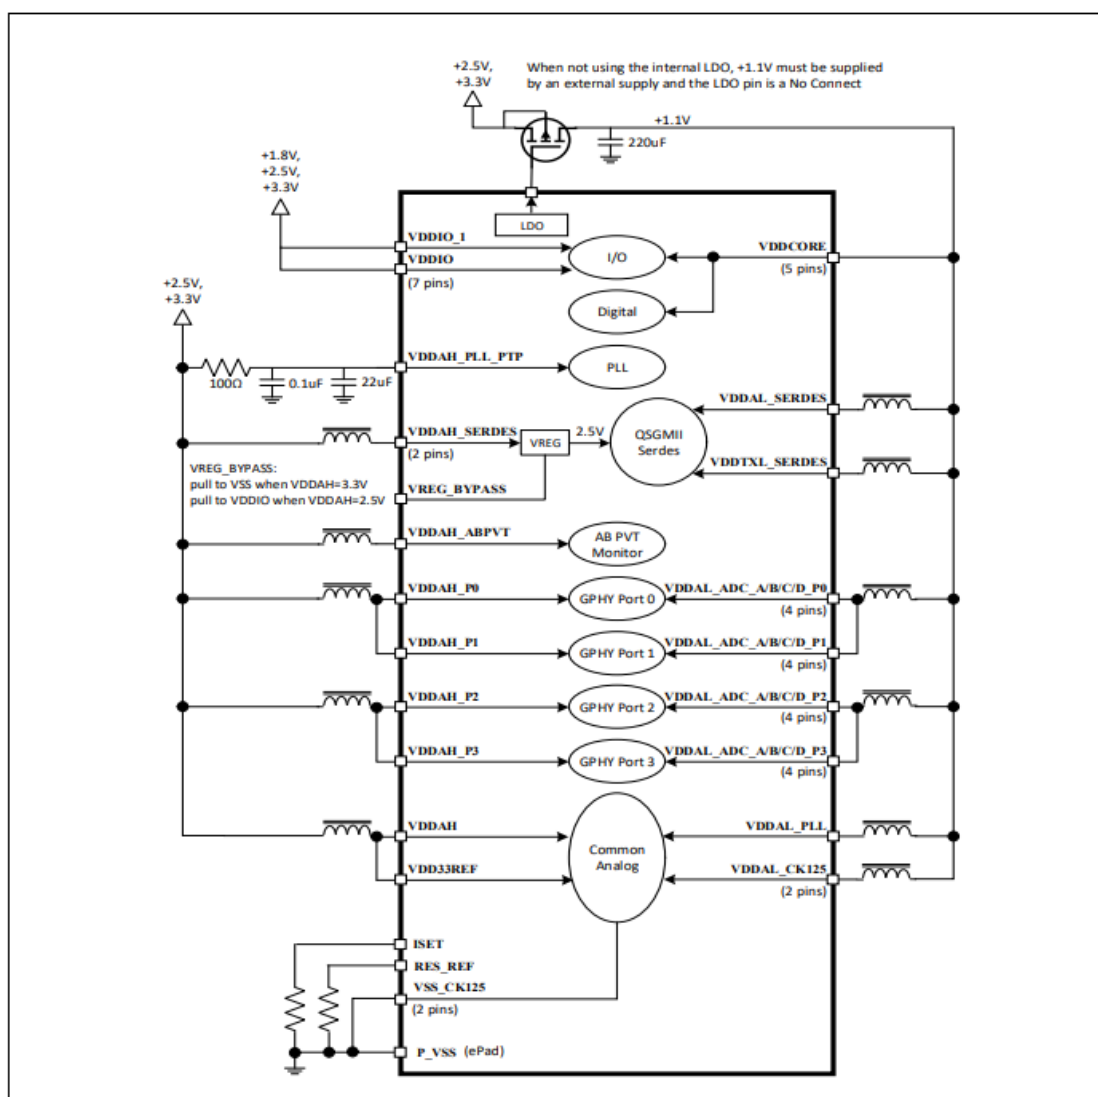 +2.5V,
+3.3V
When not using the internal LDO, +1.1V must be supplied
by an external supply and the LDO pin is a No Connect
+1.1V
220uF
+1.8V,
+2.5V,
+3.3V
LDO
VDDIO_1
VDDIO
(7 pins)
I/O
VDDCORE
(5 pins)
+2.5V,
+3.3V
Digital
VDDAH_PLL_PTP
PLL
100Ω
0.1uF
22uF
VDDAL_SERDES
VDDAH_SERDES
(2 pins)
VREG
2.5V
QSGMII
Serdes
VDDTXL_SERDES
VREG_BYPASS:
pull to VSS when VDDAH=3.3V
pull to VDDIO when VDDAH=2.5V
VREG_BYPASS
VDDAH_ABPVT
AB PVT
Monitor
VDDAH_P0
GPHY Port 0
VDDAL_ADC_A/B/C/D_P0
(4 pins)
VDDAH_P1
GPHY Port 1
VDDAL_ADC_A/B/C/D_P1
(4 pins)
VDDAH_P2
GPHY Port 2
VDDAL_ADC_A/B/C/D_P2
(4 pins)
VDDAH_P3
GPHY Port 3
VDDAL_ADC_A/B/C/D_P3
(4 pins)
VDDAH
VDDAL_PLL
Common
Analog
VDD33REF
VDDAL_CK125
(2 pins)
ISET
RES_REF
VSS_CK125
(2 pins)
P_VSS (ePad)